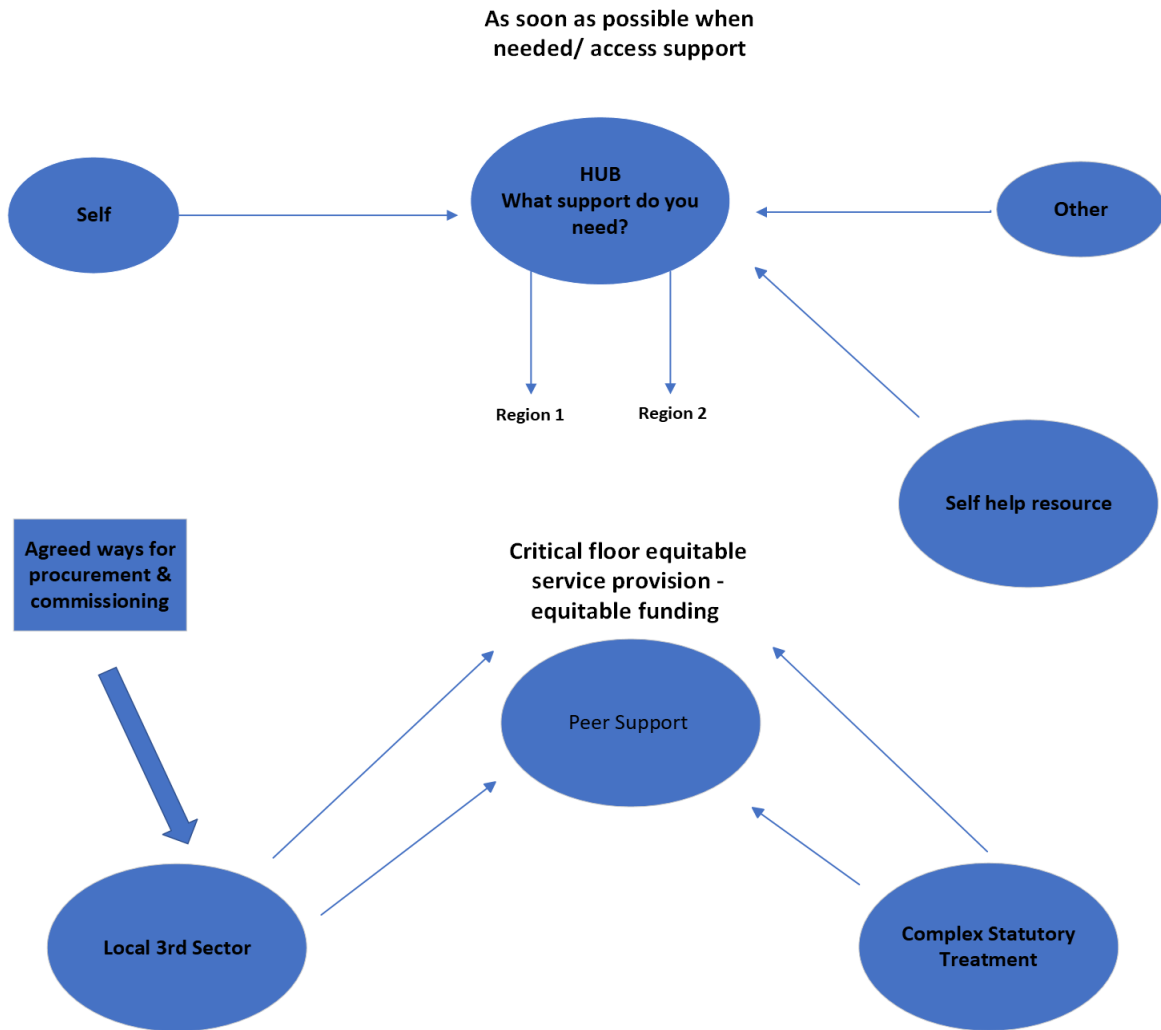 As soon as possible when
needed/ access support
HUB
What support do you
need?
Self
Other
Region 1
Region 2
Self help resource
Agreed ways for
procurement &
commissioning
Critical floor equitable
service provision -
equitable funding
Peer Support
Local 3rd Sector
Complex Statutory
Treatment